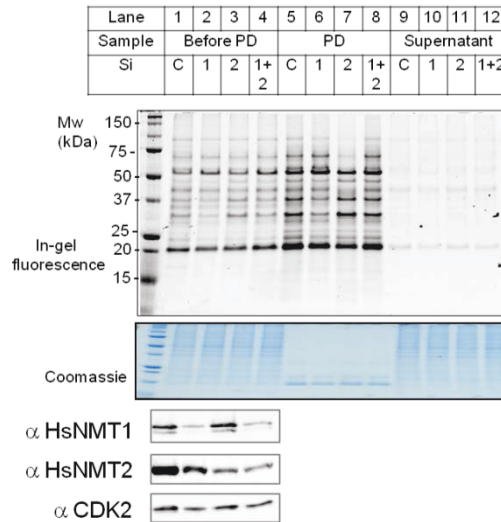 Lane 1 2 3 4 5 6 7 8 9 10 11 12
Sample Before PD PD Supernatant
Si C 1 2 1+ C 1 2 1+ C 1 2 1+2
2 2
Mw
(kDa)
150
75
50
37
25
20
15
In-gel
fluorescence
Coomassie
α HsNMT1
α HsNMT2
α CDK2